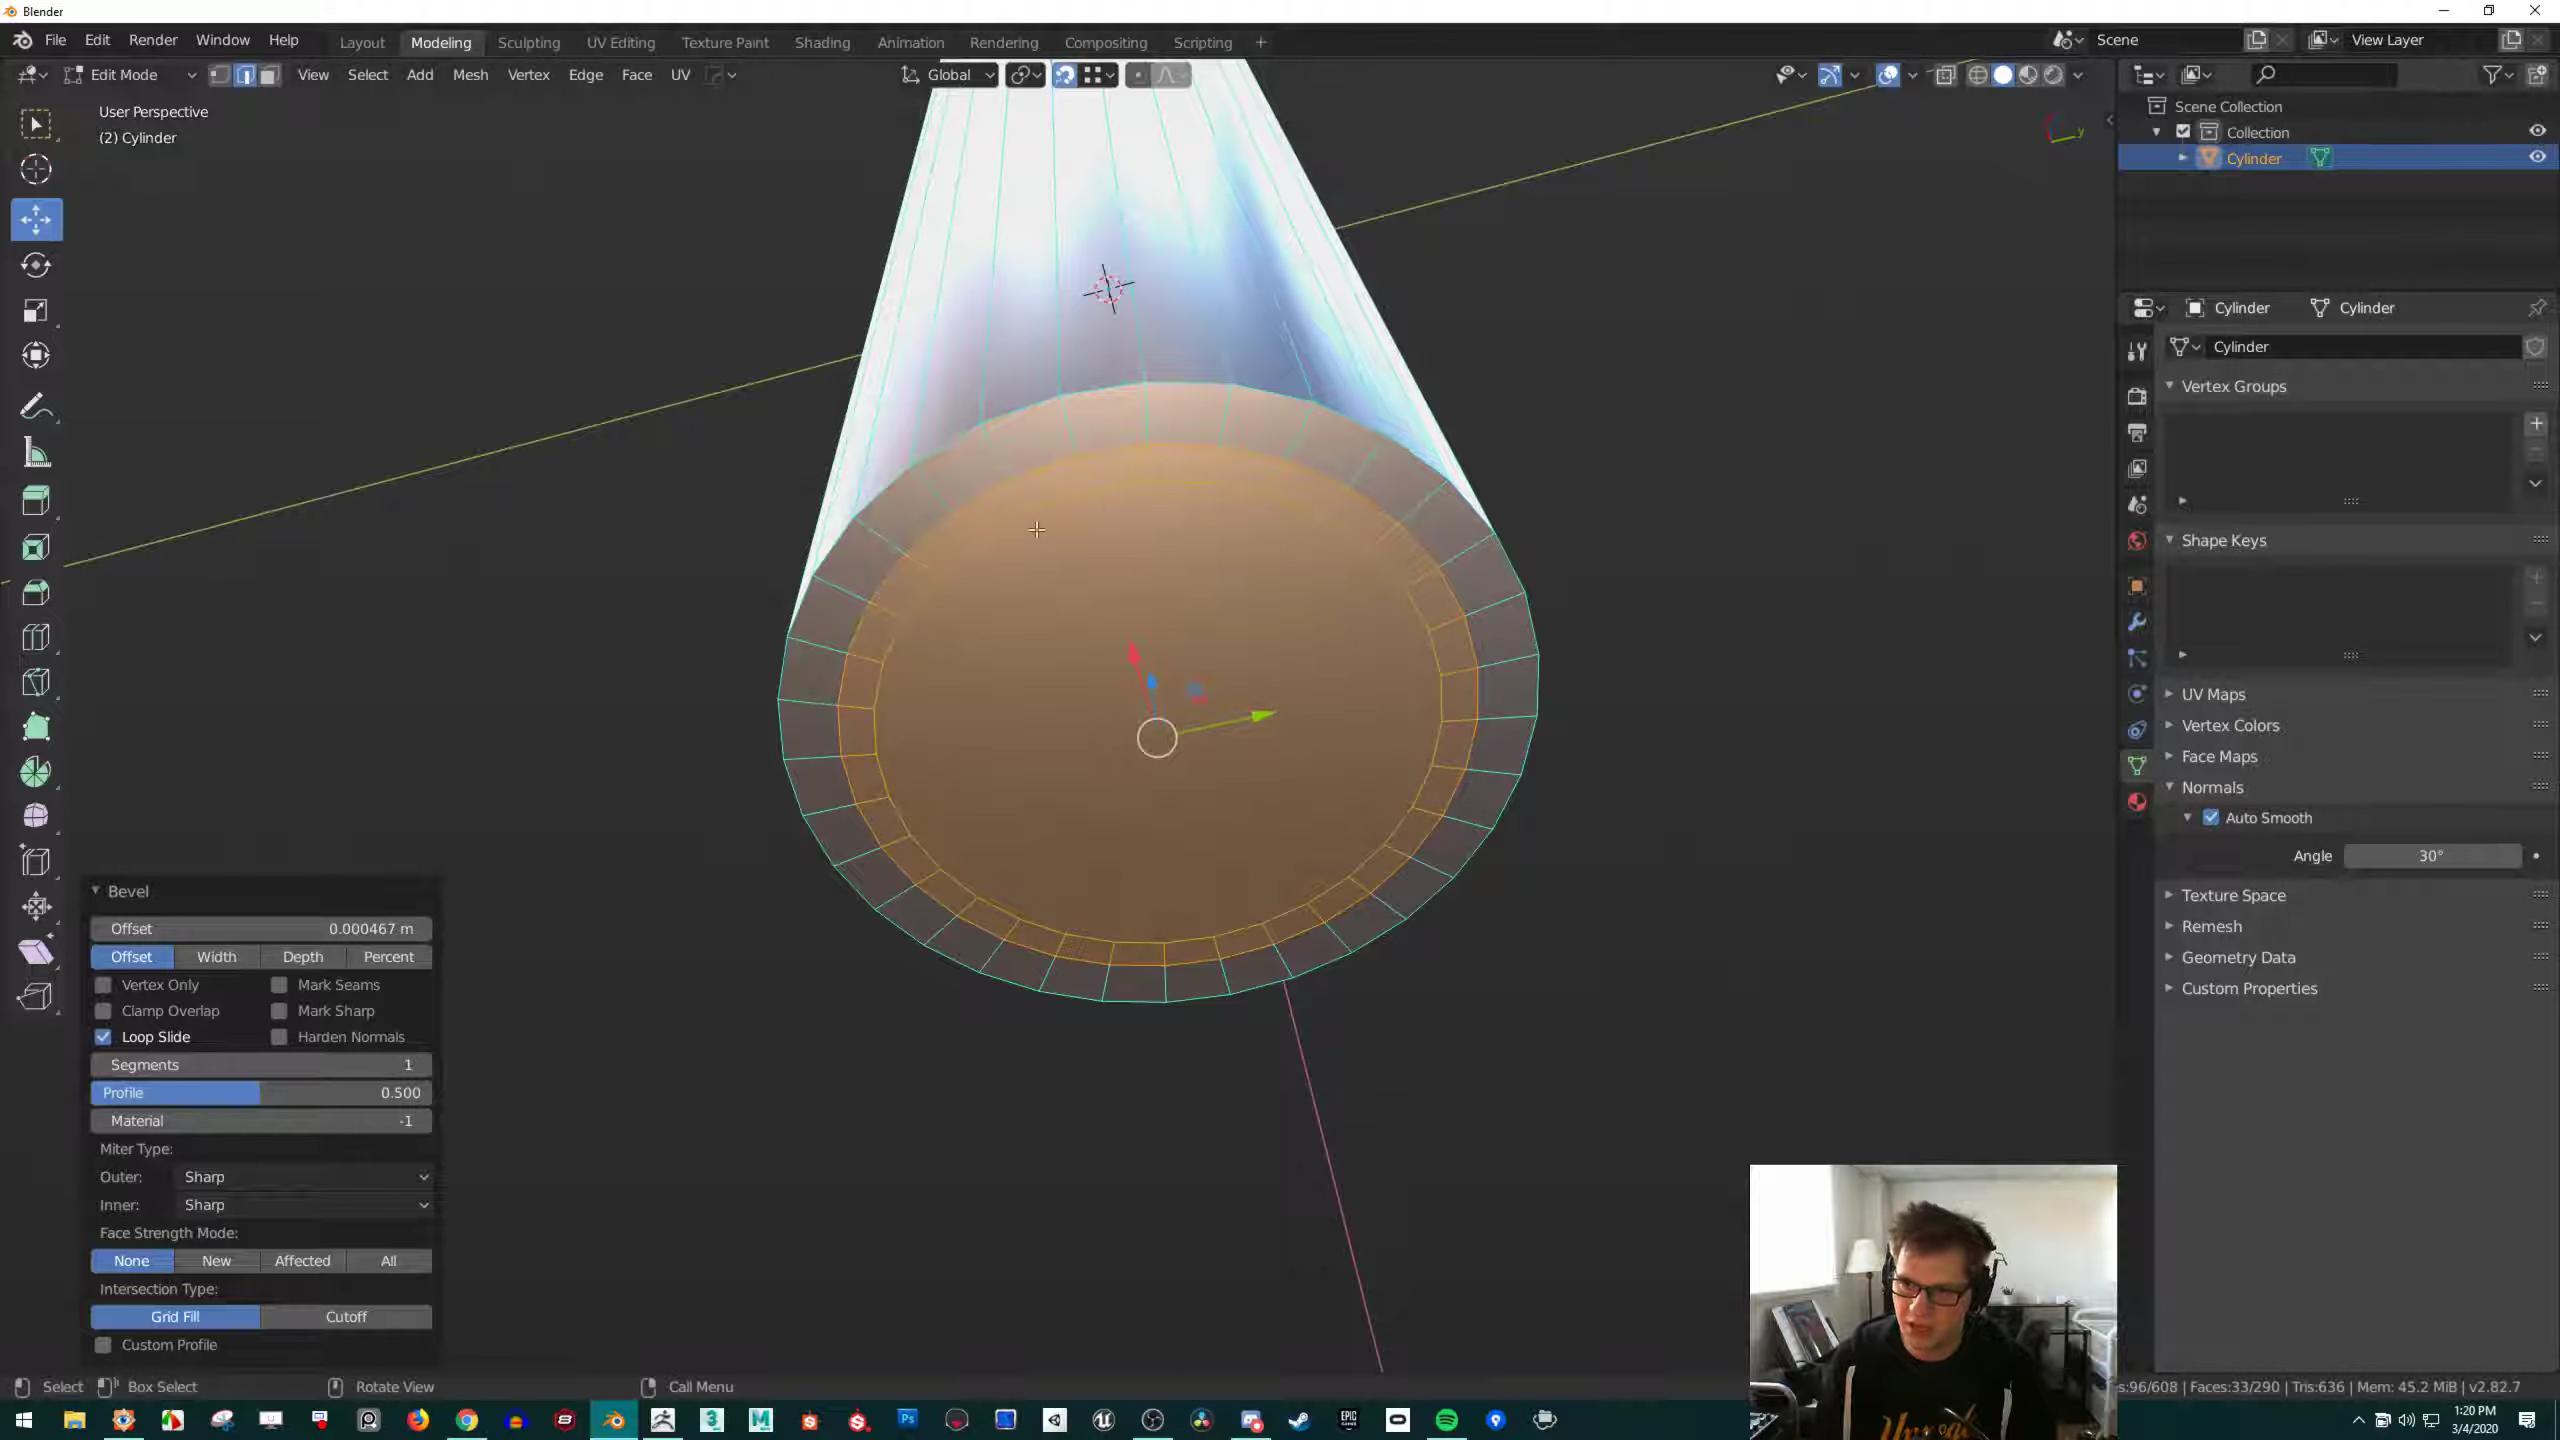 Blender
File Edit Render Window Help
Layout Modeling Sculpting UV Editing Texture Paint Shading Animation Rendering Compositing Scripting +
Scene
View Layer
Edit Mode
View Select Add Mesh Vertex Edge Face UV
Global
User Perspective
(2) Cylinder
y
Scene Collection
Collection
Cylinder
Cylinder
Cylinder
Cylinder
Vertex Groups
Shape Keys
UV Maps
Vertex Colors
Face Maps
Normals
Auto Smooth
Angle 30°
Texture Space
Remesh
Geometry Data
Custom Properties
Bevel
Offset 0.000467 m
Offset Width Depth Percent
Vertex Only Mark Seams
Clamp Overlap Mark Sharp
Loop Slide Harden Normals
Segments 1
Profile 0.500
Material -1
Miter Type:
Outer: Sharp
Inner: Sharp
Face Strength Mode:
None New Affected All
Intersection Type:
Grid Fill Cutoff
Custom Profile
Select Box Select Rotate View Call Menu
s:96/608 | Faces:33/290 | Tris:636 | Mem: 45.2 MiB | v2.82.7
Ps
3
M
EPIC
GAMES
1:20 PM
3/4/2020